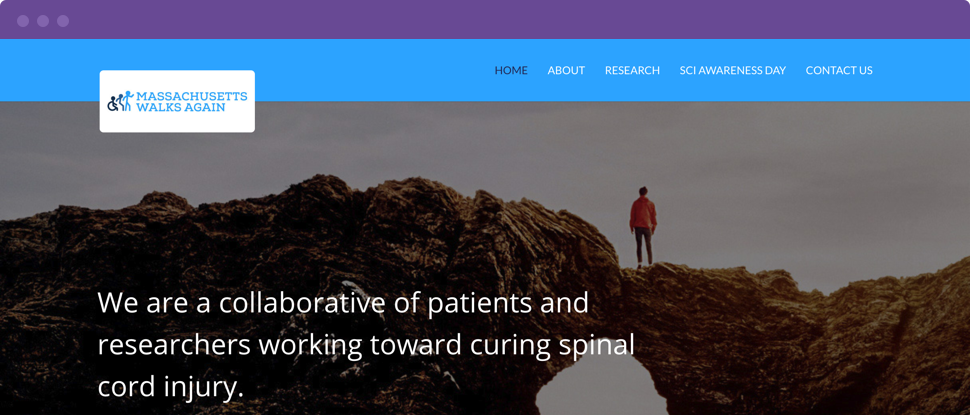 HOME ABOUT RESEARCH SCI AWARENESS DAY CONTACT US
MASSACHUSETTS
WALKS AGAIN
We are a collaborative of patients and
researchers working toward curing spinal
cord injury.